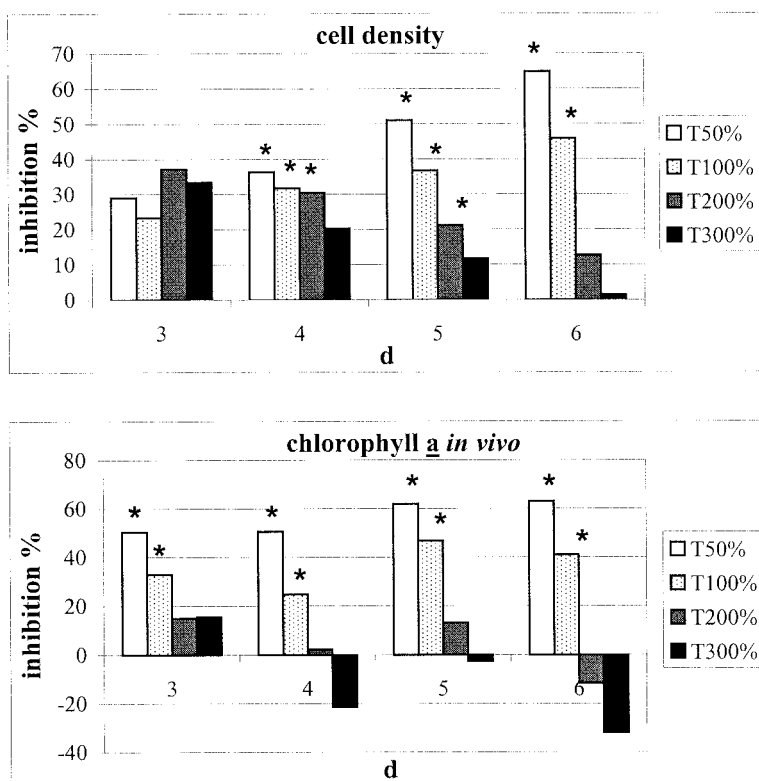 cell density
inhibition %
70
60
50
40
30
20
10
0
* * * * * * * * *
3 4 5 6
d
T50%
T100%
T200%
T300%
chlorophyll a in vivo
inhibition %
80
60
40
20
0
-20
-40
* * * * * * * *
3 4 5 6
d
T50%
T100%
T200%
T300%